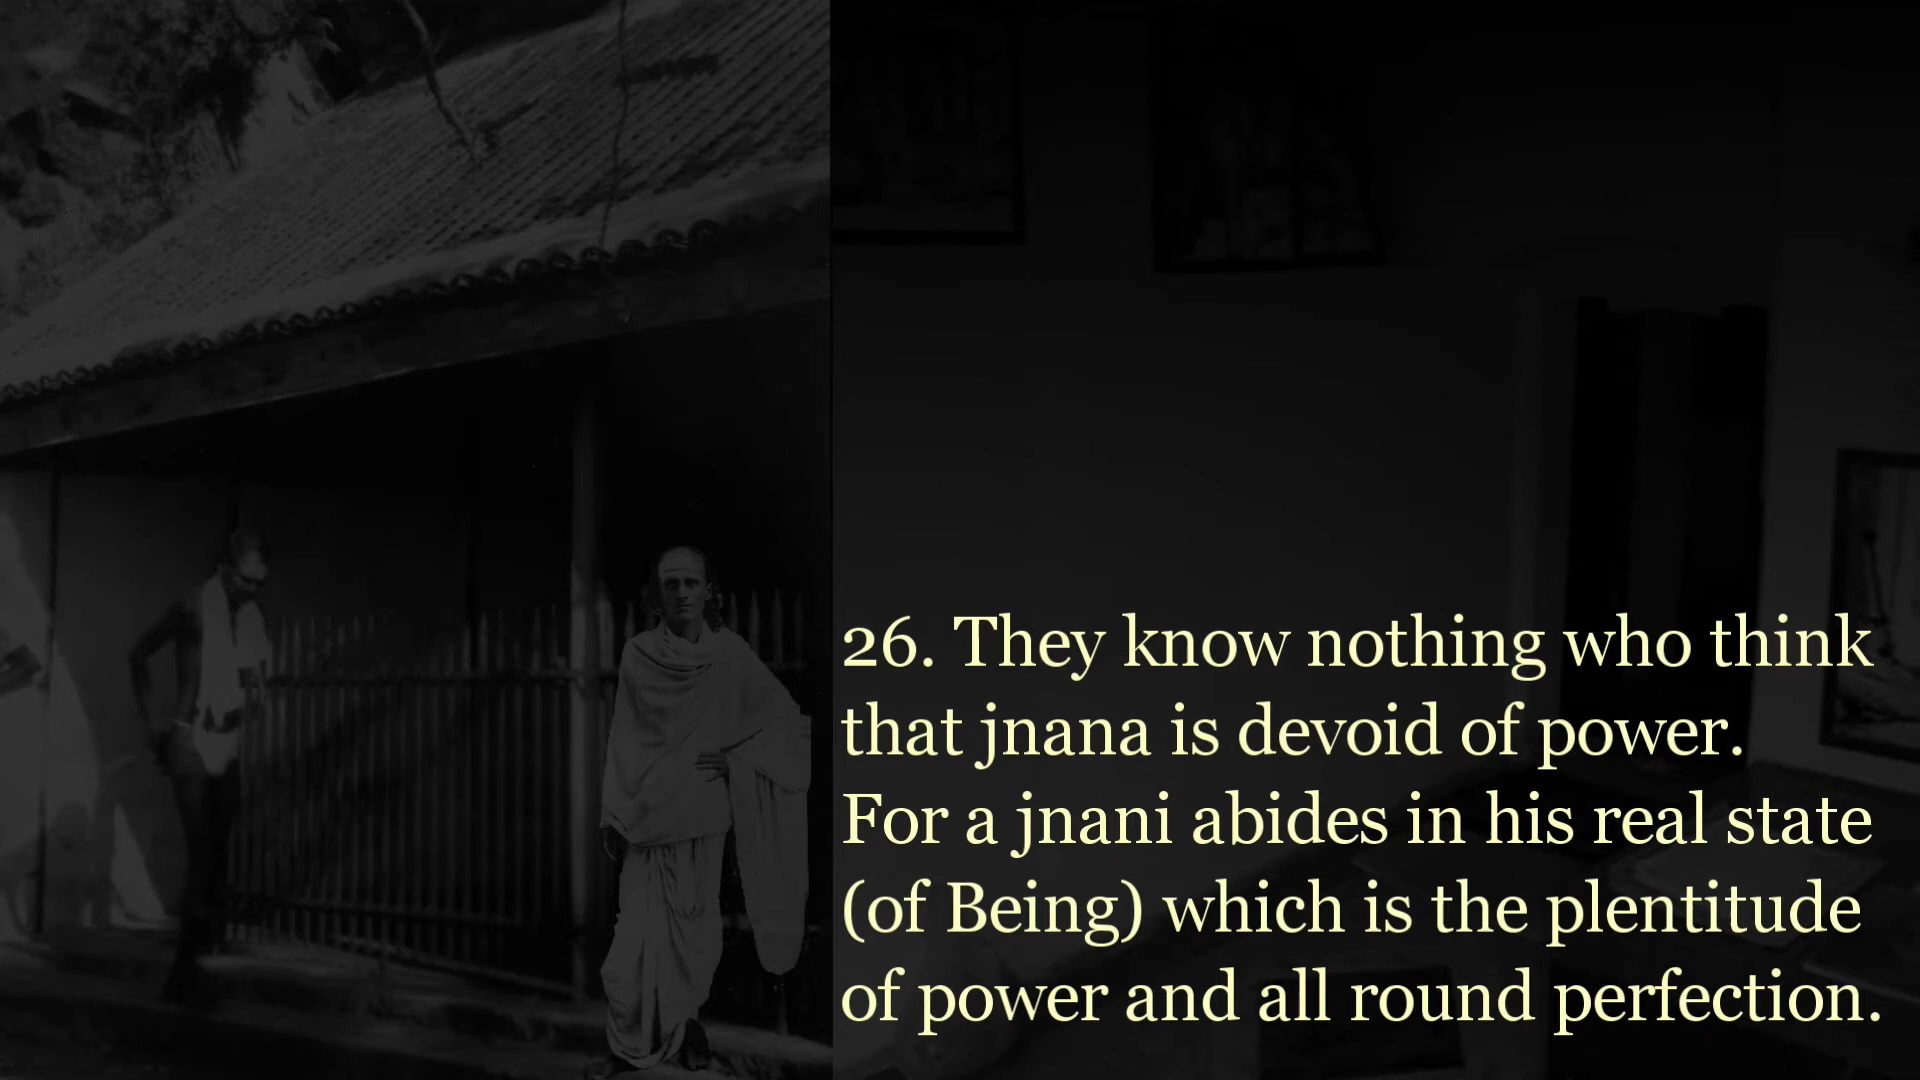 26. They know nothing who think
that jnana is devoid of power.
For a jnani abides in his real state
(of Being) which is the plentitude
of power and all round perfection.